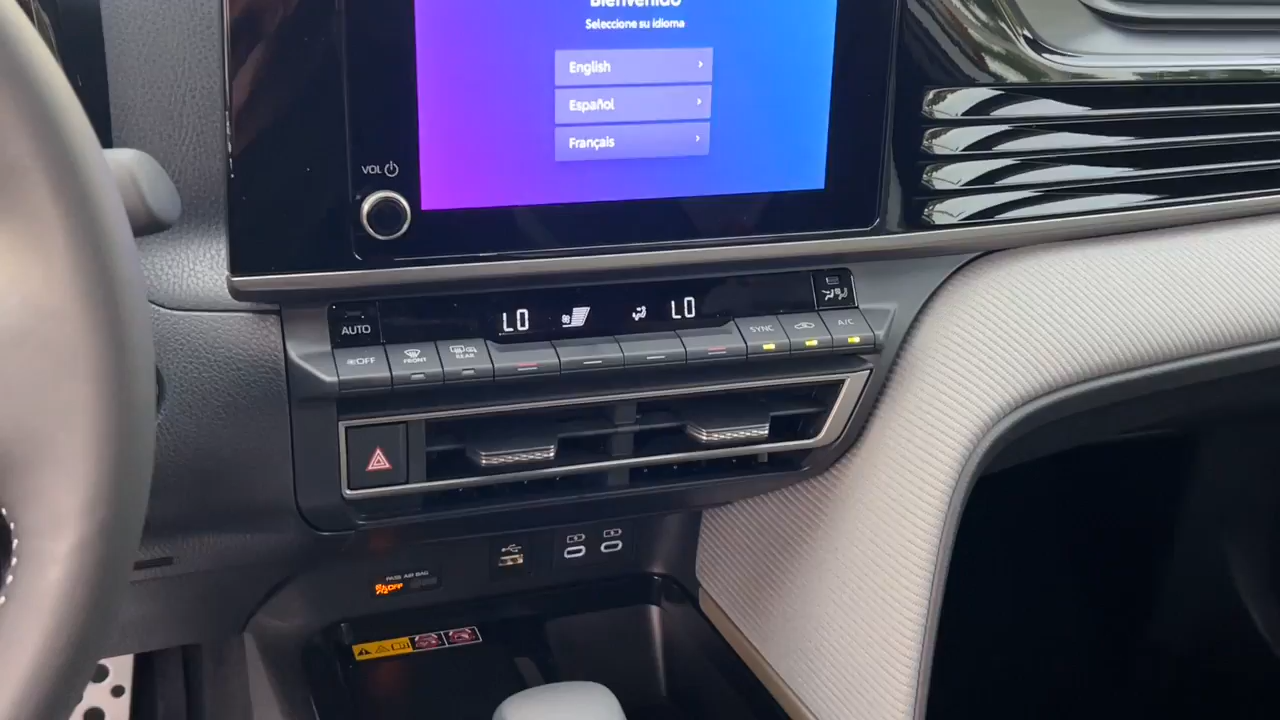 Bienvenido
Seleccione su idioma
English
Español
Français
VOL
LO
LO
AUTO
OFF
FRONT
REAR
SYNC
A/C
PASS AIR BAG
OFF